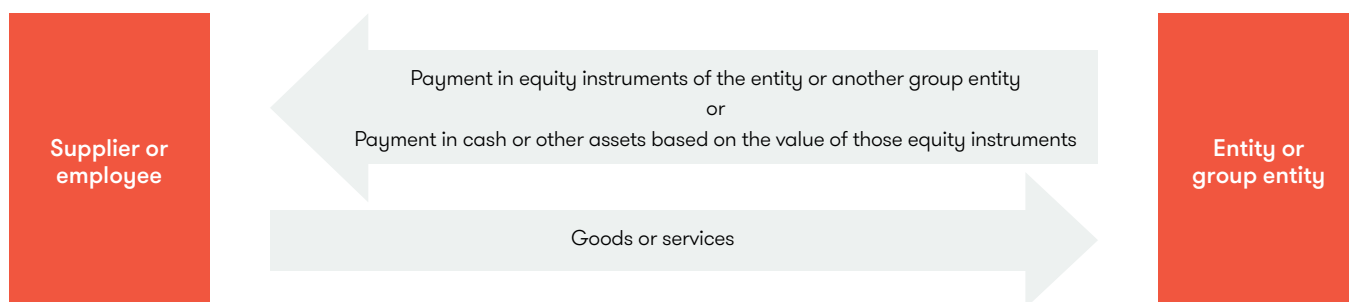 Supplier or
employee
Payment in equity instruments of the entity or another group entity
or
Payment in cash or other assets based on the value of those equity instruments
Goods or services
Entity or
group entity